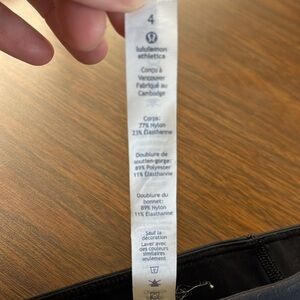 4
lululemon
athletica
Conçu à
Vancouver
Fabriqué au
Cambodge
Corps:
77% Nylon
23% Élasthanne
Doublure de
soutien-gorge:
89% Polyester
11% Élasthanne
Doublure du
bonnet:
89% Nylon
11% Élasthanne
Sauf la
décoration
Laver avec
des couleurs
similaires
seulement